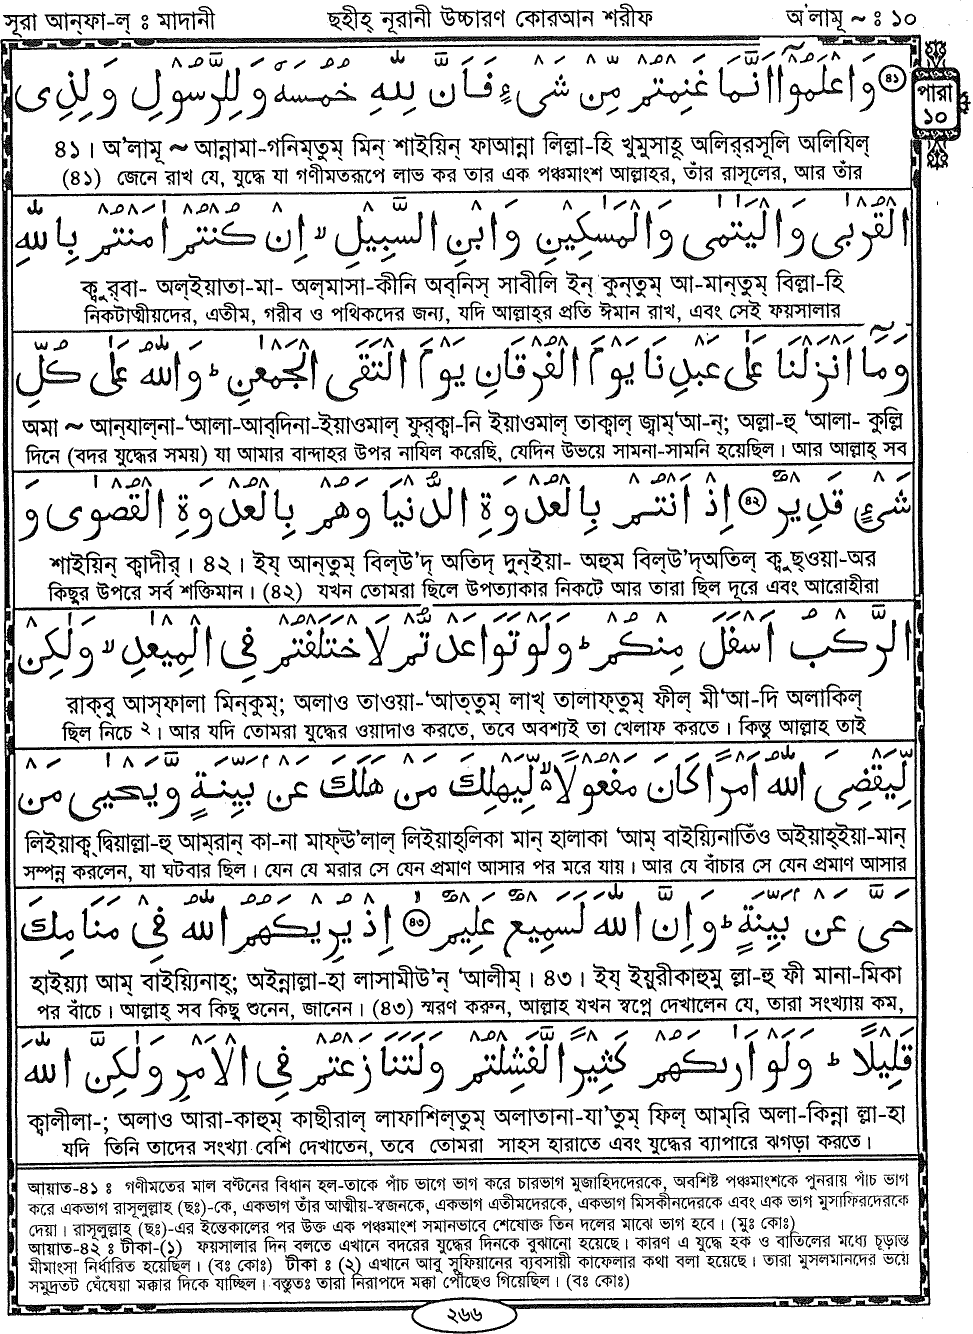 সূরা আন্‌ফা-ল্ : মাদানী
ছহীহ্ নূরানী উচ্চারণ কোরআন শরীফ
অ'লামূ ~ : ১০
পারা
১০
۞ وَاعْلَمُوْۤا اَنَّمَا غَنِمْتُمْ مِّنْ شَیْءٍ فَاَنَّ لِلّٰهِ خُمُسَهٗ وَلِلرَّسُوْلِ وَلِذِی
৪১। অ'লামূ ~ আন্নামা-গনিম্‌তুম্ মিন্ শাইয়িন্ ফাআন্না লিল্লা-হি খুমুসাহূ অলির্‌রসূলি অলিযিল্
(৪১) জেনে রাখ যে, যুদ্ধে যা গণীমতরূপে লাভ কর তার এক পঞ্চমাংশ আল্লাহর, তাঁর রাসূলের, আর তাঁর
الْقُرْبٰی وَالْیَتٰمٰی وَالْمَسٰكِیْنِ وَابْنِ السَّبِیْلِ ۙ اِنْ كُنْتُمْ اٰمَنْتُمْ بِاللّٰهِ
ক্বুর্‌বা- অল্‌ইয়াতা-মা- অল্‌মাসা-কীনি অব্‌নিস্ সাবীলি ইন্ কুন্‌তুম্ আ-মান্‌তুম্ বিল্লা-হি
নিকটাত্মীয়দের, এতীম, গরীব ও পথিকদের জন্য, যদি আল্লাহ্‌র প্রতি ঈমান রাখ, এবং সেই ফয়সালার
وَمَاۤ اَنْزَلْنَا عَلٰی عَبْدِنَا یَوْمَ الْفُرْقَانِ یَوْمَ الْتَقَی الْجَمْعٰنِ ؕ وَاللّٰهُ عَلٰی كُلِّ
অমা ~ আন্‌যাল্‌না-'আলা-আব্‌দিনা-ইয়াওমাল্ ফুর্‌ক্বা-নি ইয়াওমাল্ তাক্বাল্ জ্বাম্‌'আ-ন্; অল্লা-হু 'আলা- কুল্লি
দিনে (বদর যুদ্ধের সময়) যা আমার বান্দাহর উপর নাযিল করেছি, যেদিন উভয়ে সামনা-সামনি হয়েছিল। আর আল্লাহ্ সব
شَیْءٍ قَدِیْرٌ ۝ اِذْ اَنْتُمْ بِالْعُدْوَةِ الدُّنْیَا وَهُمْ بِالْعُدْوَةِ الْقُصْوٰی وَ
শাইয়িন্ ক্বাদীর্। ৪২। ইয্ আন্‌তুম্ বিল্‌উ'দ্ অতিদ্ দুন্‌ইয়া- অহুম বিল্‌উ'দ্‌অতিল্ ক্বুছ্‌ওয়া-অর
কিছুর উপরে সর্ব শক্তিমান। (৪২) যখন তোমরা ছিলে উপত্যাকার নিকটে আর তারা ছিল দূরে এবং আরোহীরা
الرَّكْبُ اَسْفَلَ مِنْكُمْ ؕ وَلَوْ تَوَاعَدْتُّمْ لَاخْتَلَفْتُمْ فِی الْمِیْعٰدِ ۙ وَلٰكِنْ
রাক্‌বু আস্‌ফালা মিন্‌কুম্; অলাও তাওয়া-'আত্‌তুম্ লাখ্ তালাফ্‌তুম্ ফীল্ মী'আ-দি অলাকিল্
ছিল নিচে ২। আর যদি তোমরা যুদ্ধের ওয়াদাও করতে, তবে অবশ্যই তা খেলাফ করতে। কিন্তু আল্লাহ তাই
لِّیَقْضِیَ اللّٰهُ اَمْرًا كَانَ مَفْعُوْلًا ۙ۬ لِّیَهْلِكَ مَنْ هَلَكَ عَنْ بَیِّنَةٍ وَّیَحْیٰی مَنْ
লিইয়াক্ব্‌দ্বিয়াল্লা-হু আম্‌রান্ কা-না মাফ্‌ঊ'লাল্ লিইয়াহ্‌লিকা মান্ হালাকা 'আম্ বাইয়্যিনাতিঁও অইয়াহ্‌ইয়া-মান্
সম্পন্ন করলেন, যা ঘটবার ছিল। যেন যে মরার সে যেন প্রমাণ আসার পর মরে যায়। আর যে বাঁচার সে যেন প্রমাণ আসার
حَیَّ عَنْ بَیِّنَةٍ ؕ وَاِنَّ اللّٰهَ لَسَمِیْعٌ عَلِیْمٌ ۝ اِذْ یُرِیْكَهُمُ اللّٰهُ فِیْ مَنَامِكَ
হাইয়্যা আম্ বাইয়্যিনাহ্; অইন্নাল্লা-হা লাসামীউ'ন্ 'আলীম্। ৪৩। ইয্ ইয়ুরীকাহুমু ল্লা-হু ফী মানা-মিকা
পর বাঁচে। আল্লাহ্ সব কিছু শুনেন, জানেন। (৪৩) স্মরণ করুন, আল্লাহ যখন স্বপ্নে দেখালেন যে, তারা সংখ্যায় কম,
قَلِیْلًا ؕ وَلَوْ اَرٰىكَهُمْ كَثِیْرًا لَّفَشِلْتُمْ وَلَتَنَازَعْتُمْ فِی الْاَمْرِ وَلٰكِنَّ اللّٰهَ
ক্বালীলা-; অলাও আরা-কাহুম্ কাছীরাল্ লাফাশিল্‌তুম্ অলাতানা-যা'তুম্ ফিল্ আম্‌রি অলা-কিন্না ল্লা-হা
যদি তিনি তাদের সংখ্যা বেশি দেখাতেন, তবে তোমরা সাহস হারাতে এবং যুদ্ধের ব্যাপারে ঝগড়া করতে।
আয়াত-৪১ : গণীমতের মাল বণ্টনের বিধান হল-তাকে পাঁচ ভাগে ভাগ করে চারভাগ মুজাহিদদেরকে, অবশিষ্ট পঞ্চমাংশকে পুনরায় পাঁচ ভাগ
করে একভাগ রাসূলুল্লাহ (ছঃ)-কে, একভাগ তাঁর আত্মীয়-স্বজনকে, একভাগ এতীমদেরকে, একভাগ মিসকীনদেরকে এবং এক ভাগ মুসাফিরদেরকে
দেয়া। রাসূলুল্লাহ (ছঃ)-এর ইন্তেকালের পর উক্ত এক পঞ্চমাংশ সমানভাবে শেষোক্ত তিন দলের মাঝে ভাগ হবে। (মুঃ কোঃ)
আয়াত-৪২ : টীকা-(১) ফয়সালার দিন বলতে এখানে বদরের যুদ্ধের দিনকে বুঝানো হয়েছে। কারণ এ যুদ্ধে হক ও বাতিলের মধ্যে চূড়ান্ত
মীমাংসা নির্ধারিত হয়েছিল। (বঃ কোঃ) টীকা : (২) এখানে আবু সুফিয়ানের ব্যবসায়ী কাফেলার কথা বলা হয়েছে। তারা মুসলমানদের ভয়ে
সমুদ্রতট ঘেঁষেয়া মক্কার দিকে যাচ্ছিল। বস্তুতঃ তারা নিরাপদে মক্কা পৌঁছেও গিয়েছিল। (বঃ কোঃ)
২৬৬